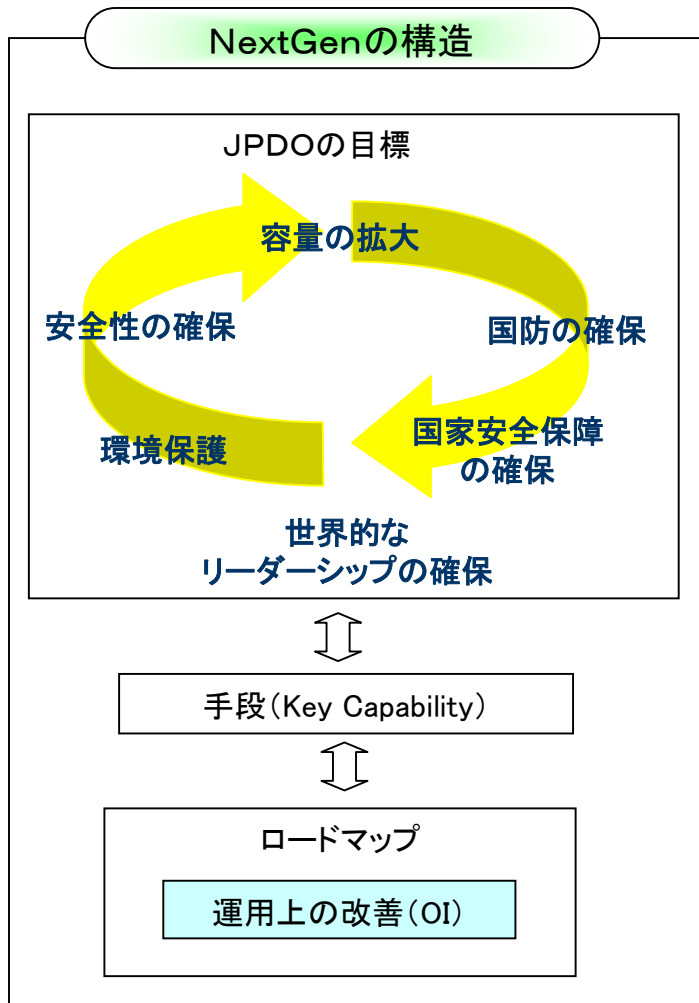 NextGenの構造
JPDOの目標
容量の拡大
安全性の確保
国防の確保
国家安全保障
の確保
環境保護
世界的な
リーダーシップの確保
手段(Key Capability)
ロードマップ
運用上の改善(OI)